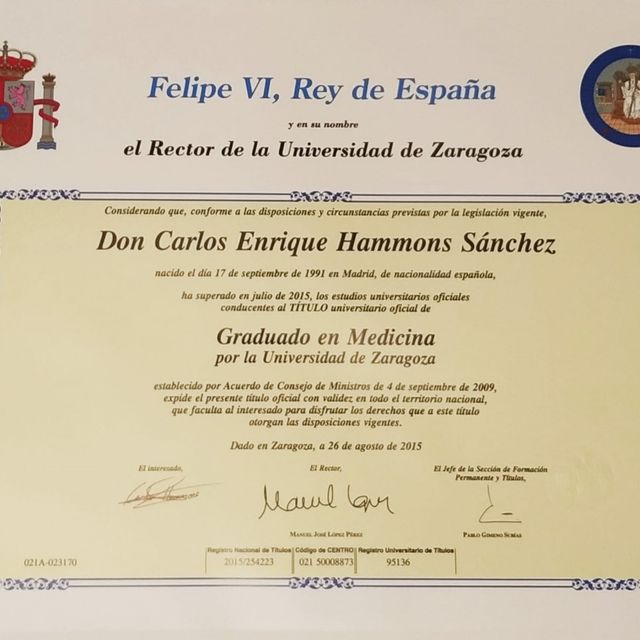 Felipe VI, Rey de España
y en su nombre
el Rector de la Universidad de Zaragoza
Considerando que, conforme a las disposiciones y circunstancias previstas por la legislación vigente,
Don Carlos Enrique Hammons Sánchez
nacido el día 17 de septiembre de 1991 en Madrid, de nacionalidad española,
ha superado en julio de 2015, los estudios universitarios oficiales
conducentes al TÍTULO universitario oficial de
Graduado en Medicina
por la Universidad de Zaragoza
establecido por Acuerdo de Consejo de Ministros de 4 de septiembre de 2009,
expide el presente título oficial con validez en todo el territorio nacional,
que faculta al interesado para disfrutar los derechos que a este título
otorgan las disposiciones vigentes.
Dado en Zaragoza, a 26 de agosto de 2015
El interesado, El Rector, El Jefe de la Sección de Formación
Permanente y Títulos,
Manuel López
MANUEL JOSÉ LÓPEZ PÉREZ PABLO GIMENO SUBÍAS
Registro Nacional de Títulos Código de CENTRO Registro Universitario de Títulos
021A-023170 2015/254223 021 50008873 95136